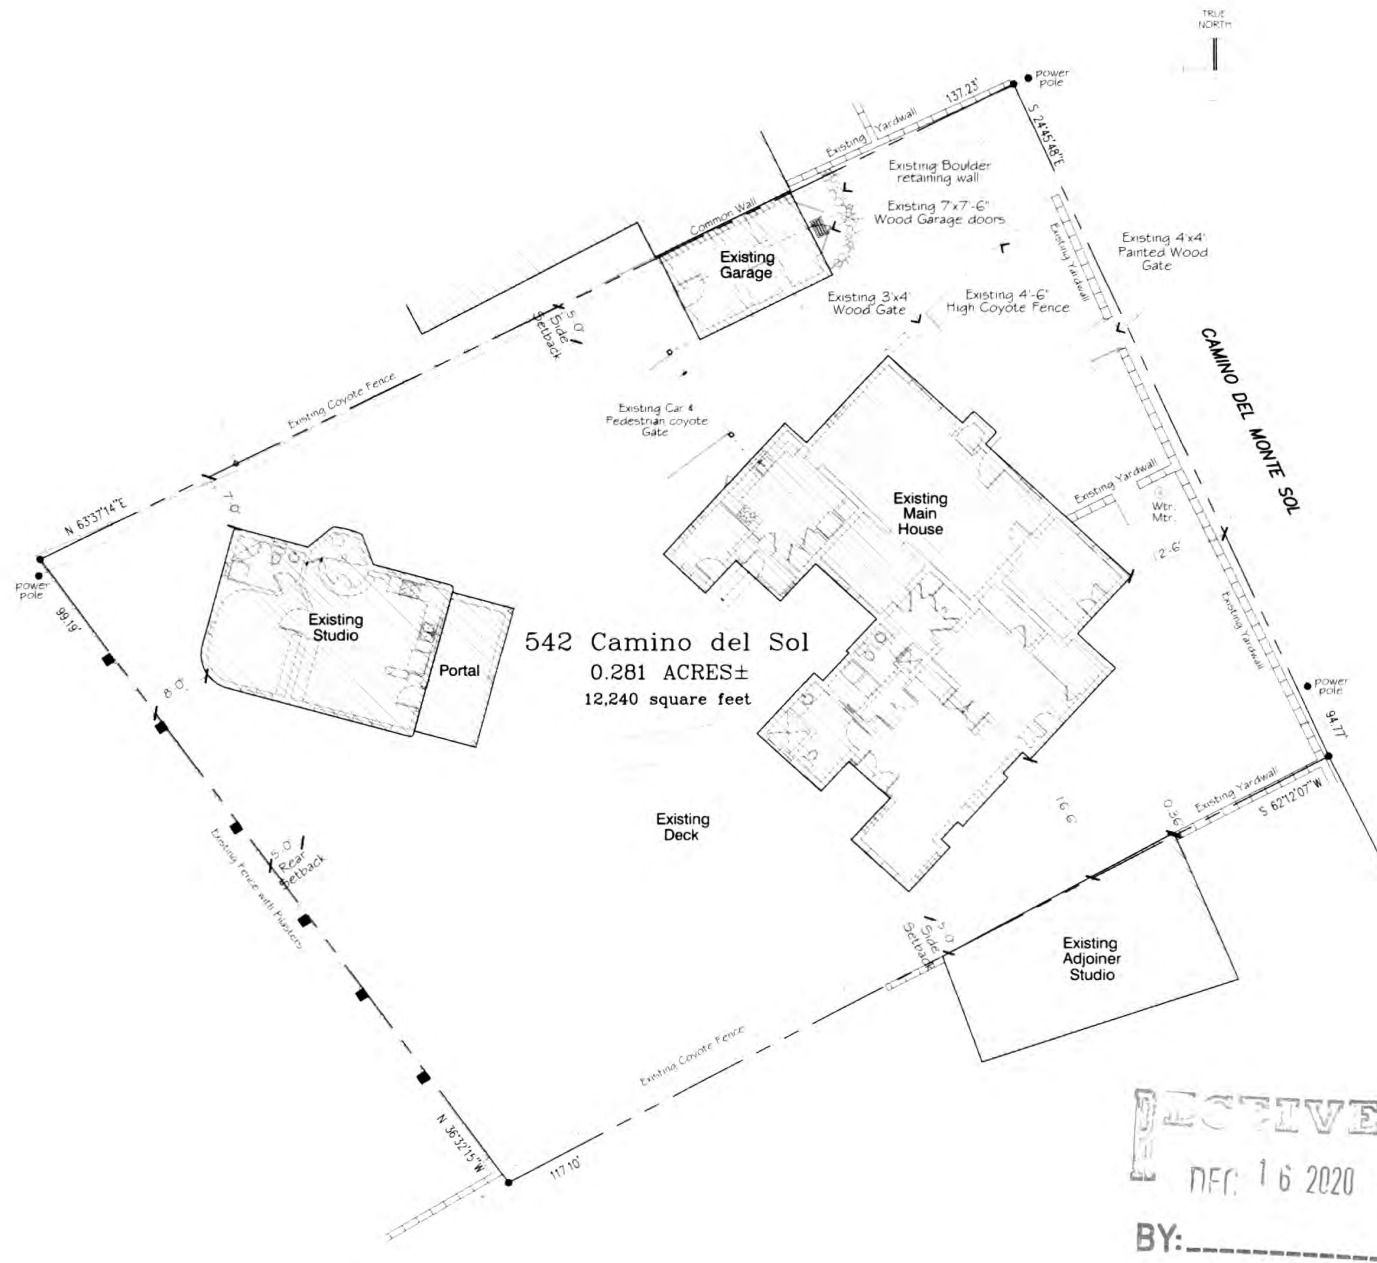 TRUE
NORTH
power
pole
137.23'
S 24°45'48"E
Existing Yardwall
Existing Boulder
retaining wall
Existing 7'x7'-6"
Wood Garage doors
Common Wall
Existing
Garage
Existing Yardwall
Existing 4'x4'
Painted Wood
Gate
Existing 3'x4'
Wood Gate
Existing 4'-6"
High Coyote Fence
5.0'
Side
Setback
CAMINO DEL MONTE SOL
Existing Coyote Fence
Existing Car &
Pedestrian coyote
Gate
Existing Yardwall
Wtr.
Mtr.
Existing
Main
House
7.0'
N 63°37'14"E
12'-6"
power
pole
99.19'
Existing
Studio
Portal
542 Camino del Sol
0.281 ACRES±
12,240 square feet
Existing Yardwall
8.0'
power
pole
94.77'
Existing Yardwall
S 62°12'07"W
16'-6"
0.36'
Existing
Deck
5.0'
Rear
Setback
Existing Fence with Pilasters
5.0'
Side
Setback
Existing
Adjoiner
Studio
Existing Coyote Fence
N 36°32'15"W
117.10'
RECEIVE
DEC 16 2020
BY: